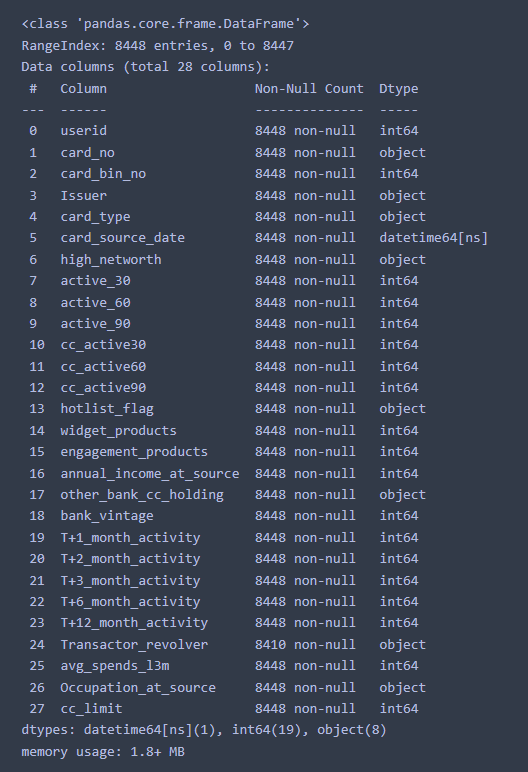 <class 'pandas.core.frame.DataFrame'>
RangeIndex: 8448 entries, 0 to 8447
Data columns (total 28 columns):
 #   Column                   Non-Null Count  Dtype
---  ------                   --------------  -----
 0   userid                   8448 non-null   int64
 1   card_no                  8448 non-null   object
 2   card_bin_no              8448 non-null   int64
 3   Issuer                   8448 non-null   object
 4   card_type                8448 non-null   object
 5   card_source_date         8448 non-null   datetime64[ns]
 6   high_networth            8448 non-null   object
 7   active_30                8448 non-null   int64
 8   active_60                8448 non-null   int64
 9   active_90                8448 non-null   int64
 10  cc_active30              8448 non-null   int64
 11  cc_active60              8448 non-null   int64
 12  cc_active90              8448 non-null   int64
 13  hotlist_flag             8448 non-null   object
 14  widget_products          8448 non-null   int64
 15  engagement_products      8448 non-null   int64
 16  annual_income_at_source  8448 non-null   int64
 17  other_bank_cc_holding    8448 non-null   object
 18  bank_vintage             8448 non-null   int64
 19  T+1_month_activity       8448 non-null   int64
 20  T+2_month_activity       8448 non-null   int64
 21  T+3_month_activity       8448 non-null   int64
 22  T+6_month_activity       8448 non-null   int64
 23  T+12_month_activity      8448 non-null   int64
 24  Transactor_revolver      8410 non-null   object
 25  avg_spends_l3m           8448 non-null   int64
 26  Occupation_at_source     8448 non-null   object
 27  cc_limit                 8448 non-null   int64
dtypes: datetime64[ns](1), int64(19), object(8)
memory usage: 1.8+ MB